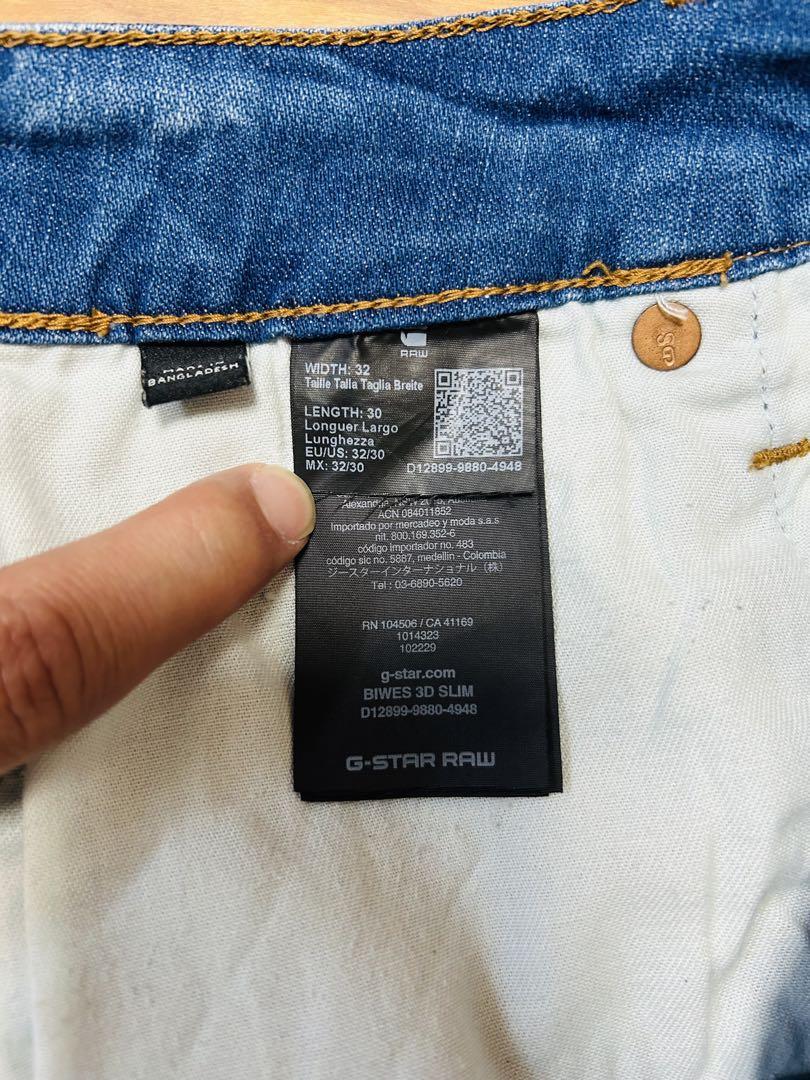 RAW
WIDTH: 32
Taille Talla Taglia Breite
LENGTH: 30
Longuer Largo
Lunghezza
EU/US: 32/30
MX: 32/30
D12899-9880-4948
MADE IN
BANGLADESH
ACN 084011852
Importado por mercadeo y moda s.a.s
nit. 800.169.352-6
código importador no. 483
código sic no. 5887, medellin - Colombia
ジースターインターナショナル（株）
Tel : 03-6890-5620
RN 104506 / CA 41169
1014323
102229
g-star.com
BIWES 3D SLIM
D12899-9880-4948
G-STAR RAW